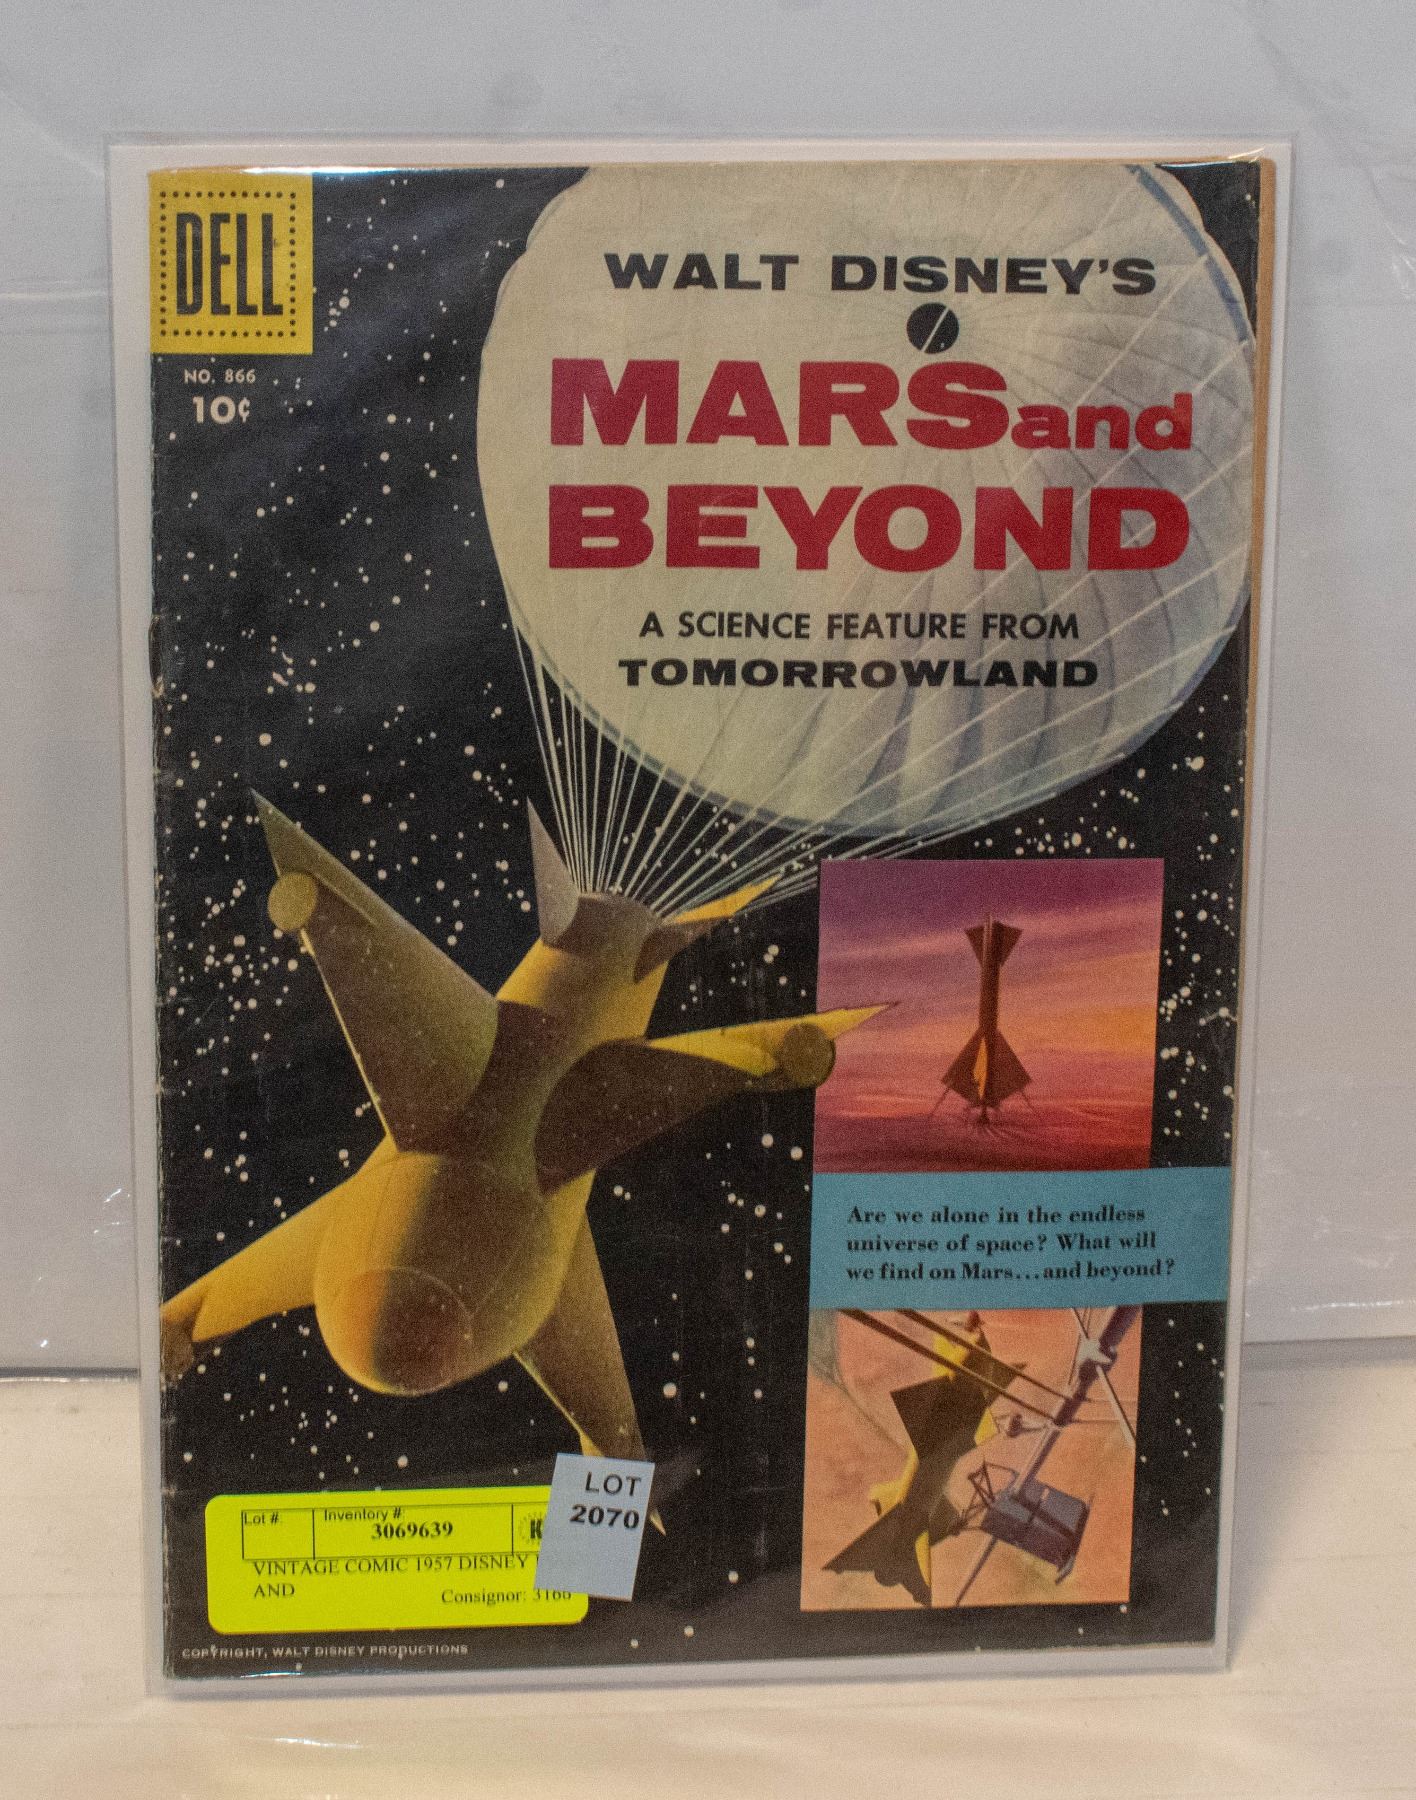 DELL
NO. 866
10¢
WALT DISNEY'S
MARS and
BEYOND
A SCIENCE FEATURE FROM
TOMORROWLAND
Are we alone in the endless
universe of space? What will
we find on Mars...and beyond?
LOT
2070
Lot #: Inventory #: K
3069639
VINTAGE COMIC 1957 DISNEY
AND
Consignor: 3166
COPYRIGHT, WALT DISNEY PRODUCTIONS